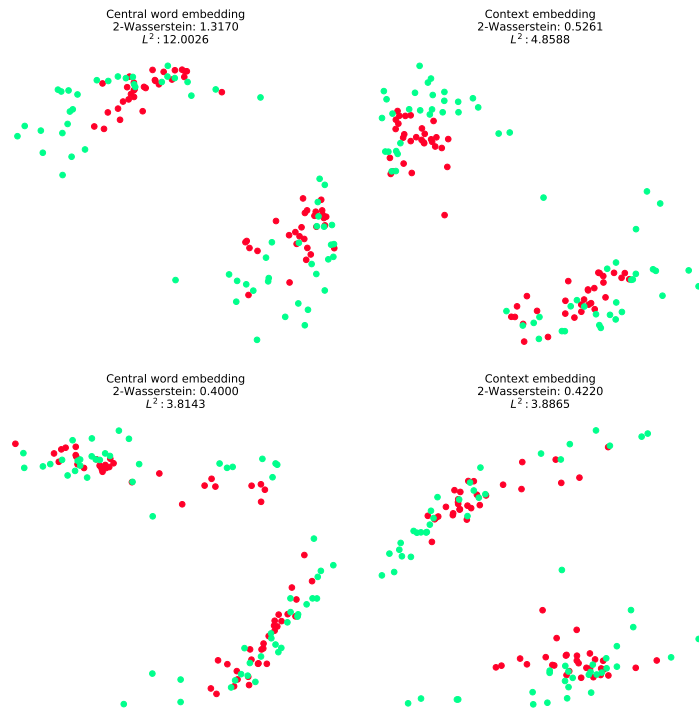 Central word embedding
2-Wasserstein: 1.3170
L²: 12.0026
Context embedding
2-Wasserstein: 0.5261
L²: 4.8588
Central word embedding
2-Wasserstein: 0.4000
L²: 3.8143
Context embedding
2-Wasserstein: 0.4220
L²: 3.8865